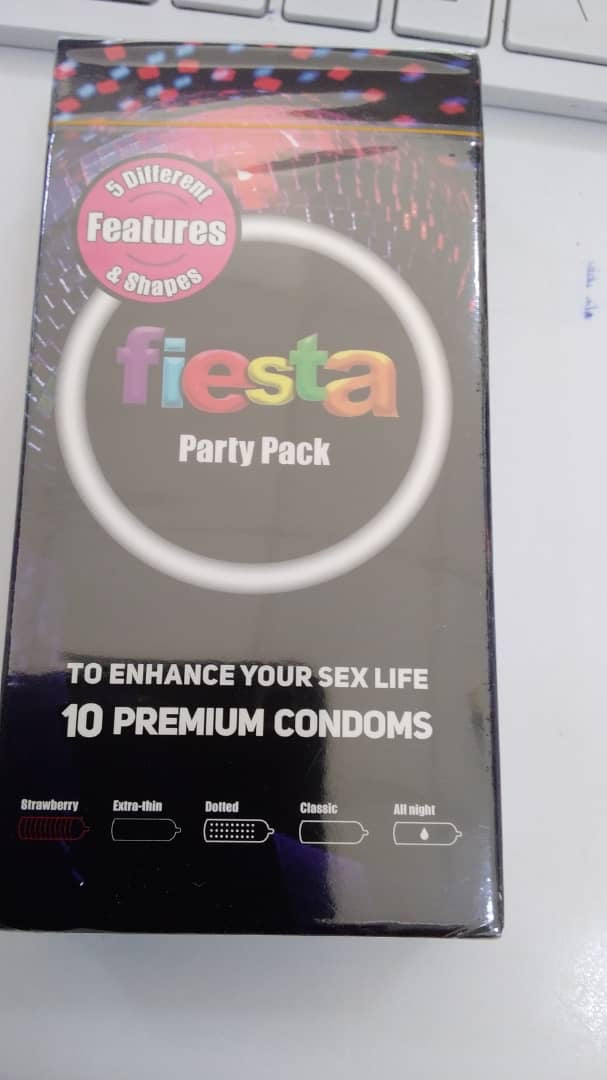 5 Different
Features
& Shapes
fiesta
Party Pack
TO ENHANCE YOUR SEX LIFE
10 PREMIUM CONDOMS
Strawberry Extra-thin Dotted Classic All night